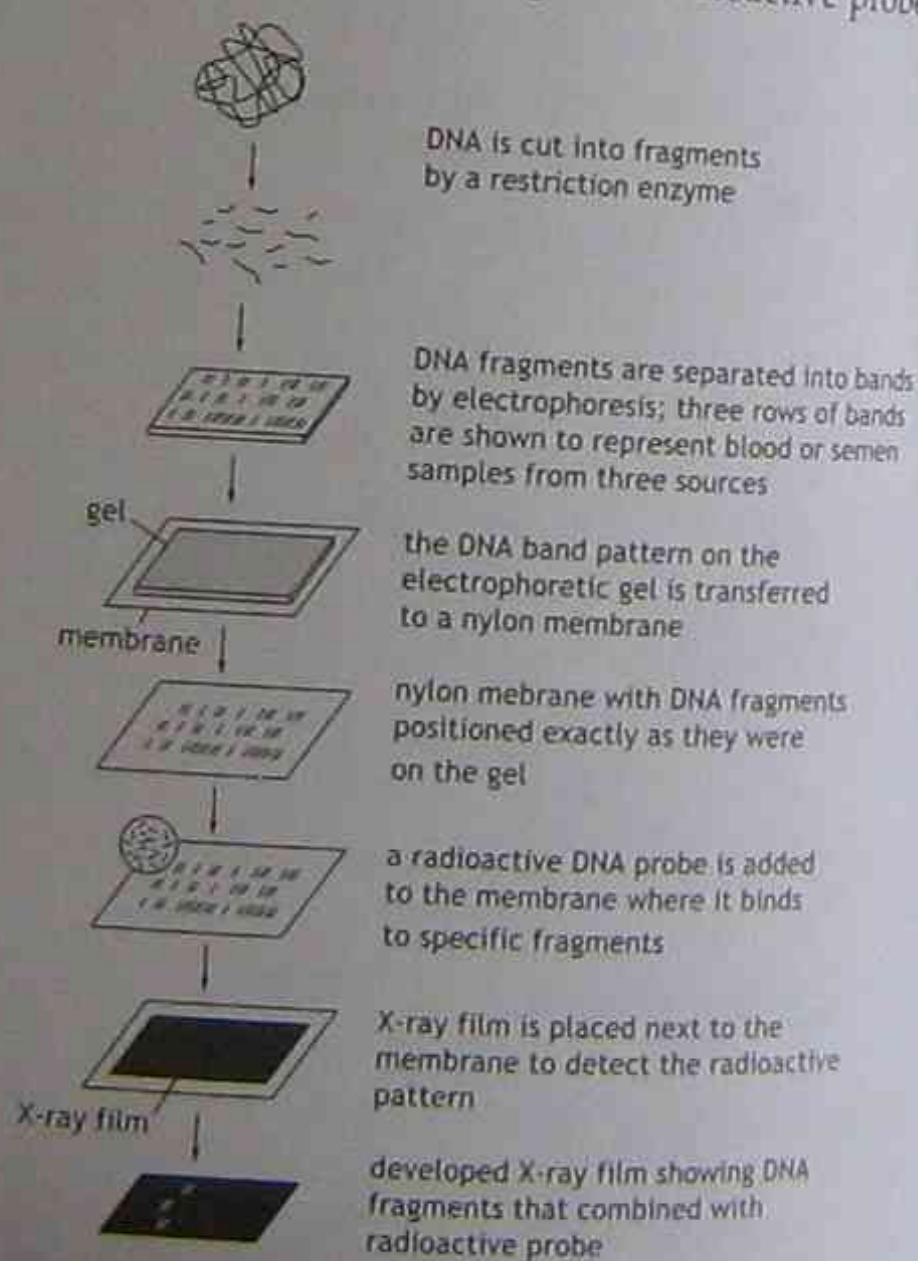 probe
DNA is cut into fragments
by a restriction enzyme
DNA fragments are separated into bands
by electrophoresis; three rows of bands
are shown to represent blood or semen
samples from three sources
gel
the DNA band pattern on the
electrophoretic gel is transferred
to a nylon membrane
membrane
nylon mebrane with DNA fragments
positioned exactly as they were
on the gel
a radioactive DNA probe is added
to the membrane where it binds
to specific fragments
X-ray film is placed next to the
membrane to detect the radioactive
pattern
X-ray film
developed X-ray film showing DNA
fragments that combined with
radioactive probe